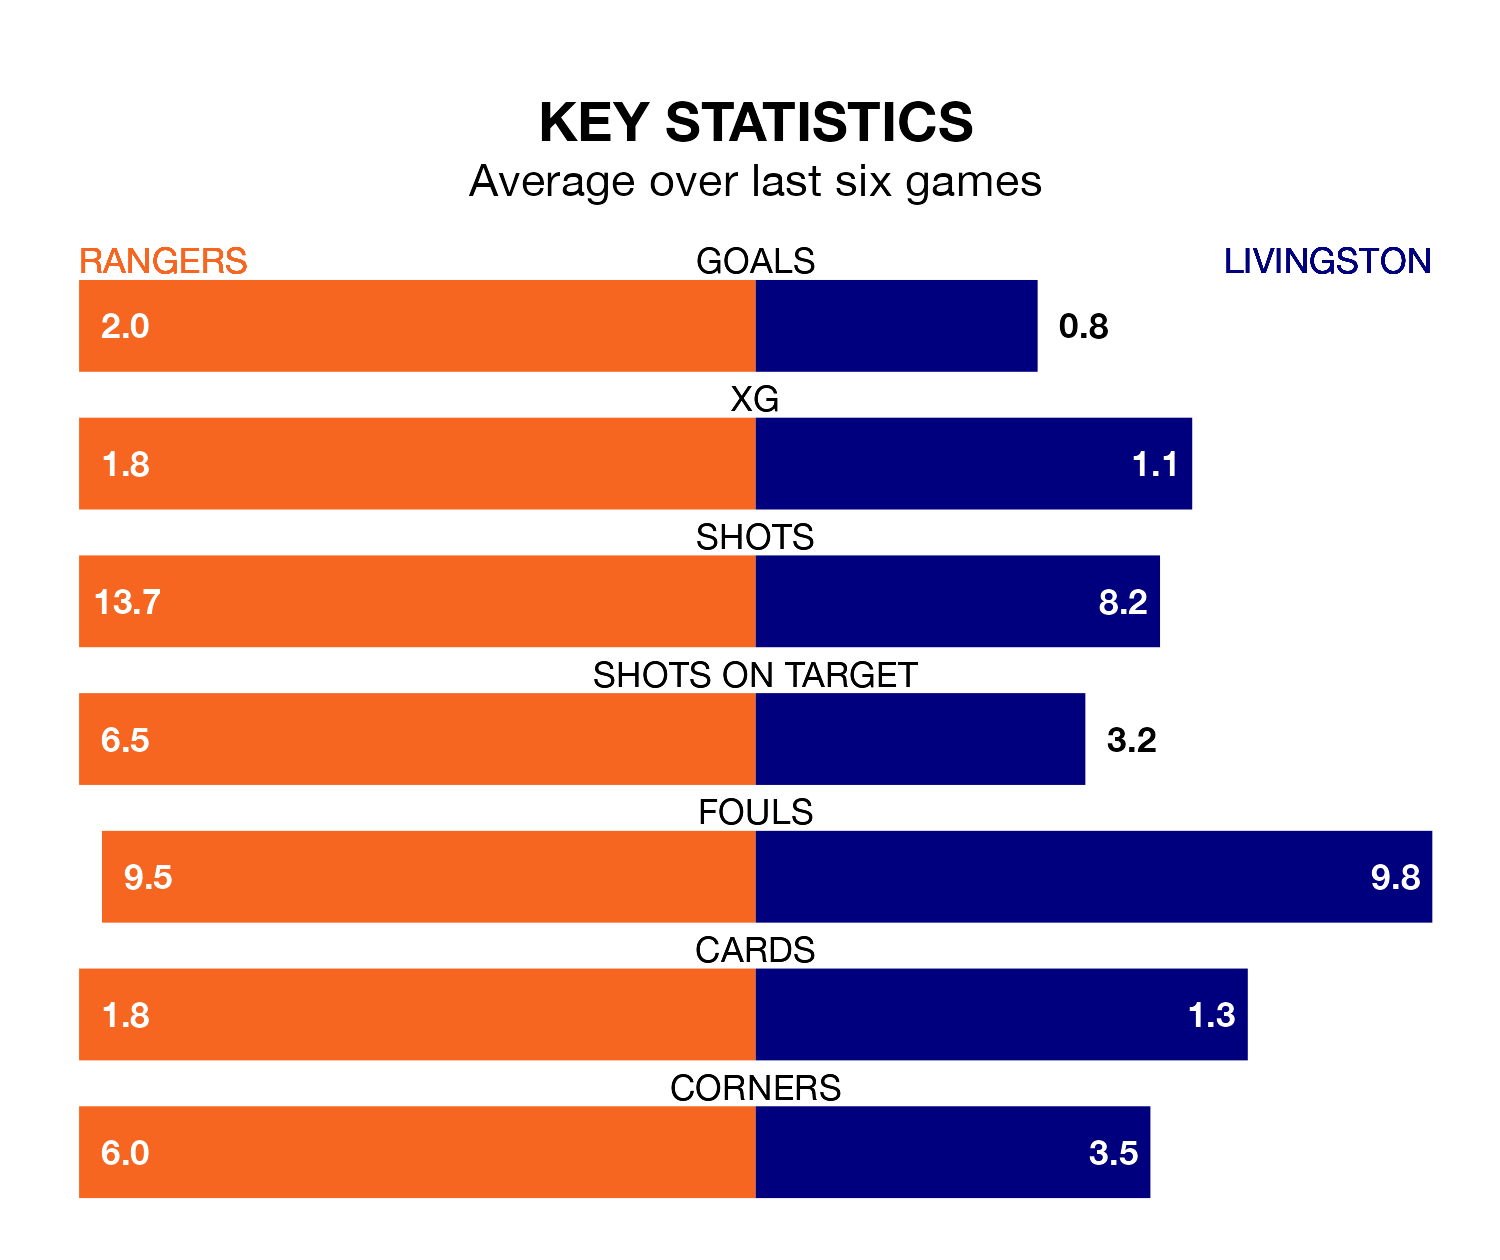 KEY STATISTICS
Average over last six games
RANGERS GOALS LIVINGSTON
2.0 0.8
XG
1.8 1.1
SHOTS
13.7 8.2
SHOTS ON TARGET
6.5 3.2
FOULS
9.5 9.8
CARDS
1.8 1.3
CORNERS
6.0 3.5